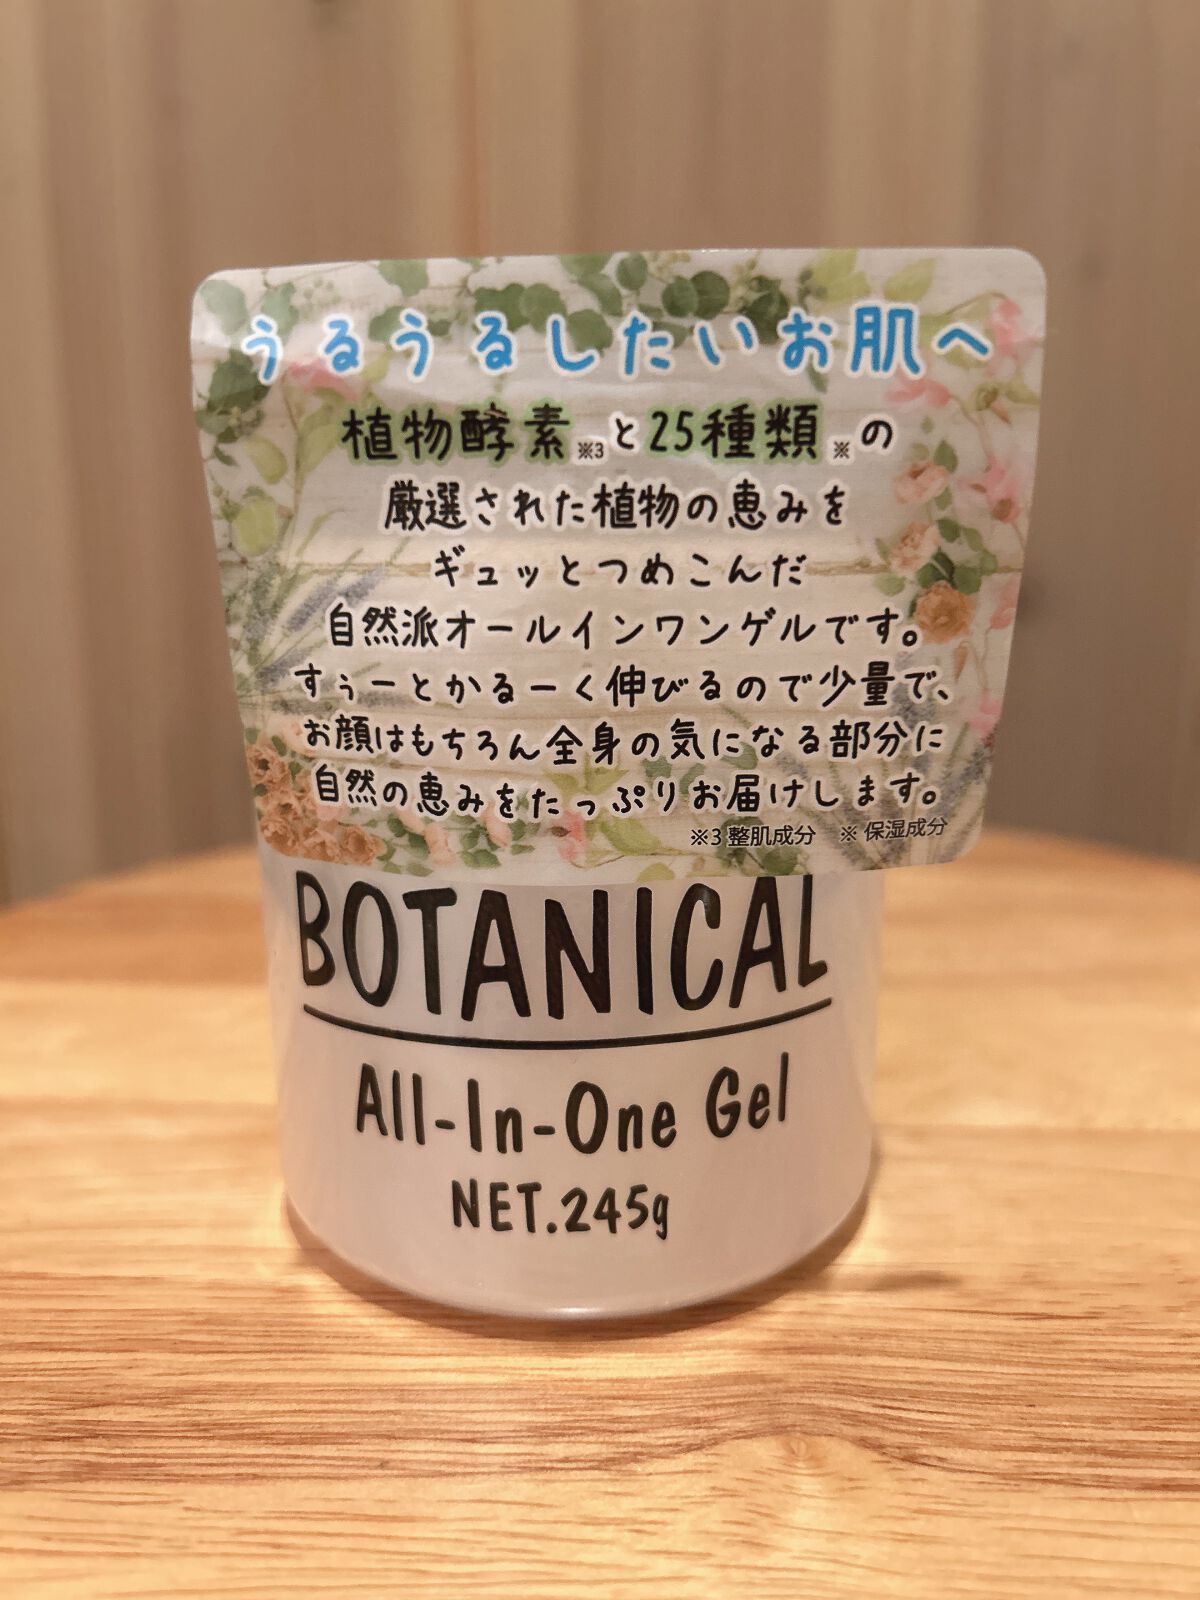 うるうるしたいお肌へ
植物酵素※3と25種類※の
厳選された植物の恵みを
ギュッとつめこんだ
自然派オールインワンゲルです。
すぅーとかるーく伸びるので少量で、
お顔はもちろん全身の気になる部分に
自然の恵みをたっぷりお届けします。
※3 整肌成分 ※ 保湿成分
BOTANICAL
All-In-One Gel
NET.245g